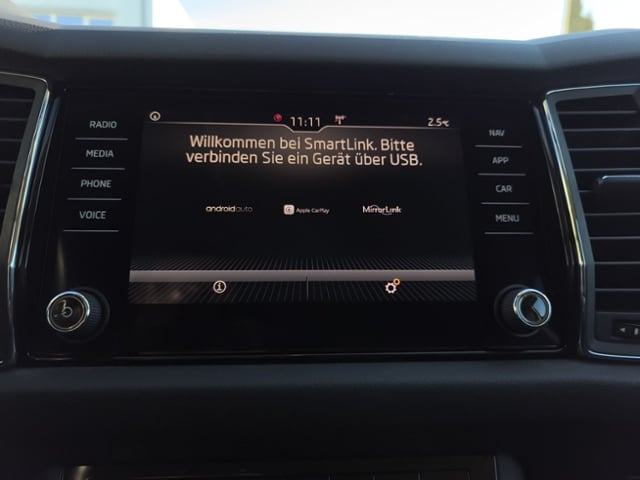 11:11
2.5°C
RADIO
MEDIA
PHONE
VOICE
Willkommen bei SmartLink. Bitte
verbinden Sie ein Gerät über USB.
androidauto
Apple CarPlay
MirrorLink
NAV
APP
CAR
MENU